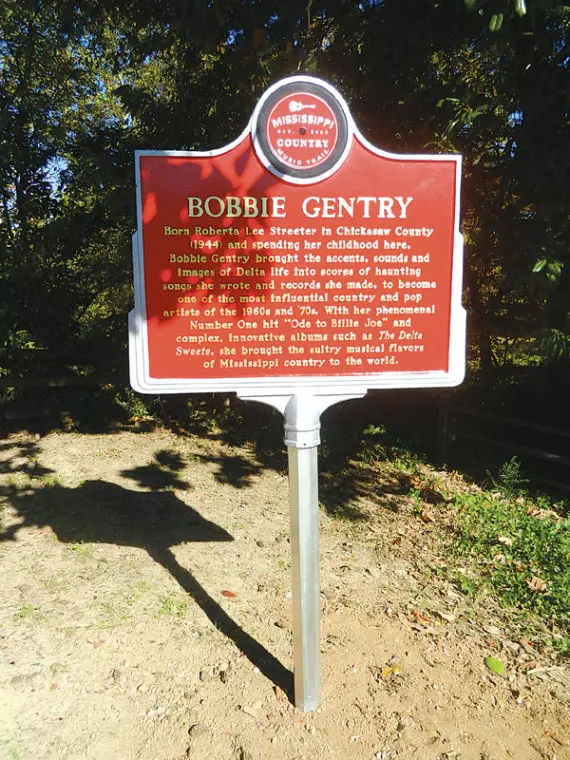 MISSISSIPPI
EST. 2002
COUNTRY
MUSIC TRAIL
BOBBIE GENTRY
Born Roberta Lee Streeter in Chickasaw County
(1944) and spending her childhood here,
Bobbie Gentry brought the accents, sounds and
images of Delta life into scores of haunting
songs she wrote and records she made, to become
one of the most influential country and pop
artists of the 1960s and '70s. With her phenomenal
Number One hit "Ode to Billie Joe" and
complex, innovative albums such as The Delta
Sweete, she brought the sultry musical flavors
of Mississippi country to the world.